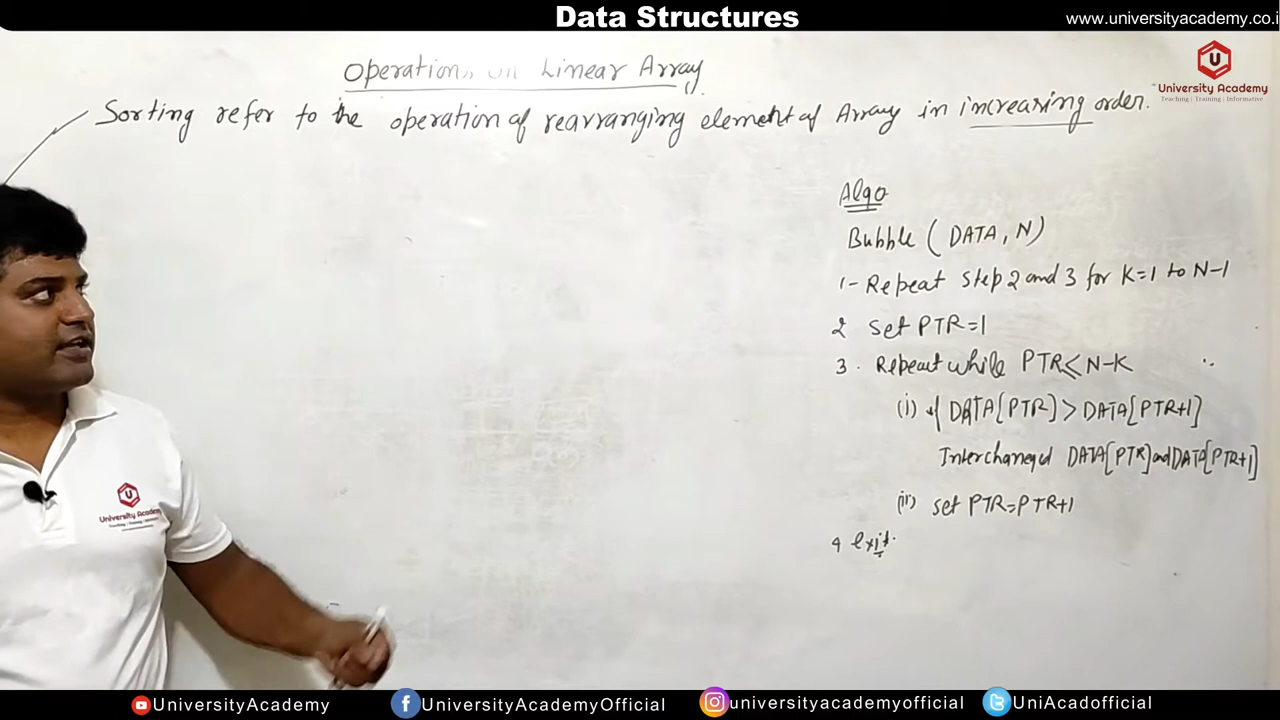 Data Structures
www.universityacademy.co.i
University Academy
Teaching | Training | Informative
Operations on Linear Array
Sorting refer to the operation of rearranging element of Array in increasing order.
Algo
Bubble ( DATA, N)
1- Repeat Step 2 and 3 for K=1 to N-1
2 set PTR=1
3. Repeat while PTR≤N-K
(i) if DATA[PTR] > DATA[PTR+1]
Interchanged DATA[PTR] and DATA[PTR+1]
(ii) set PTR=PTR+1
4 exit.
University Academy
UniversityAcademy
UniversityAcademyOfficial
universityacademyofficial
UniAcadofficial